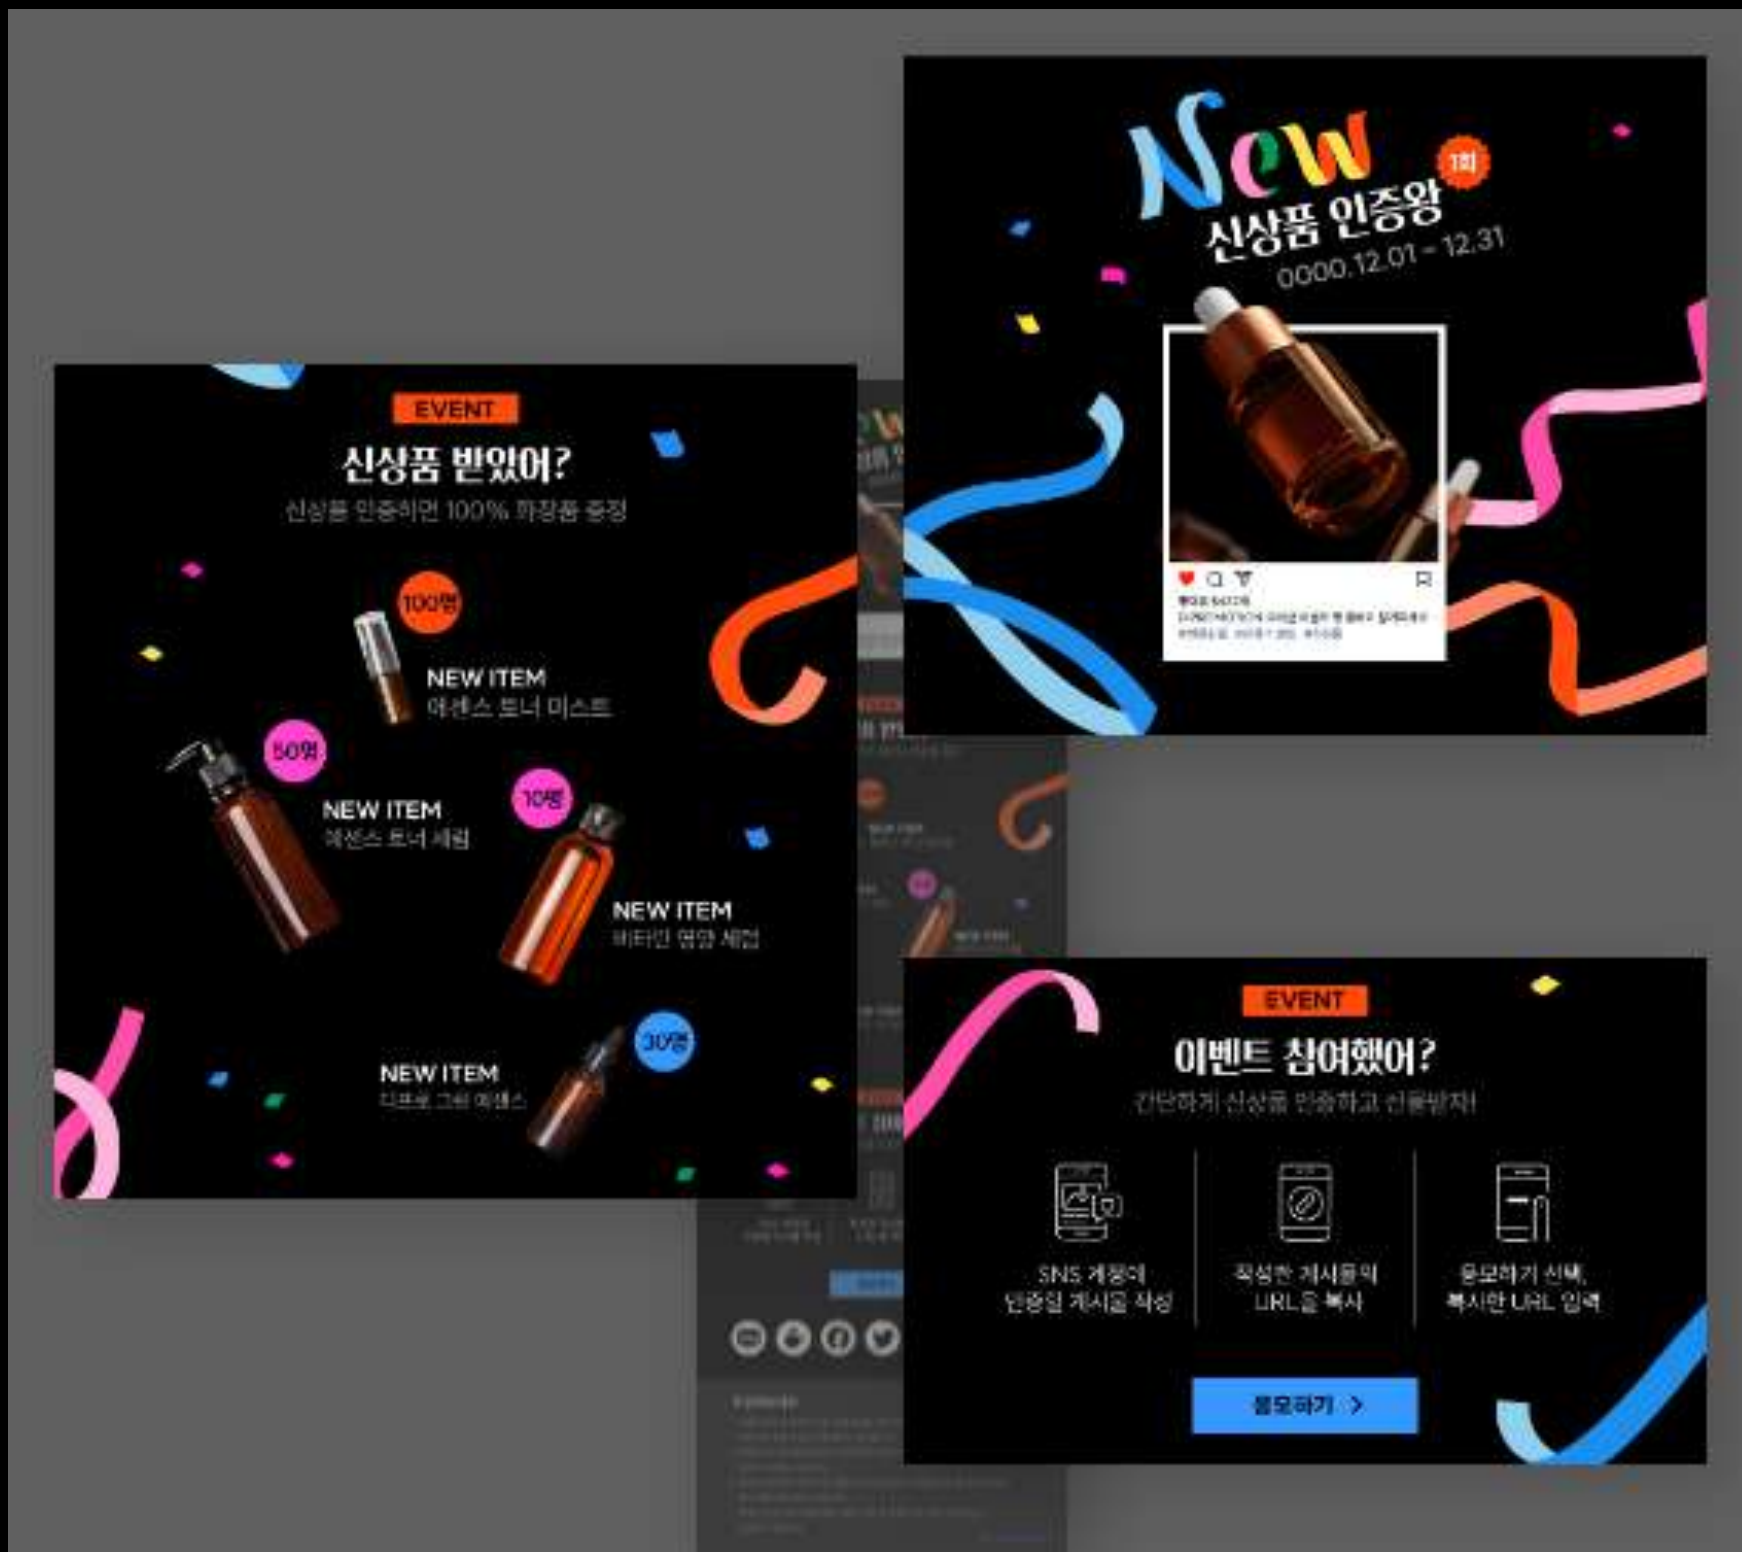 New
1회
신상품 인증왕
0000.12.01 - 12.31
EVENT
신상품 받았어?
신상품 인증하면 100% 화장품 증정
100명
NEW ITEM
에센스 토너 미스트
50명
NEW ITEM
에센스 토너 세럼
10명
NEW ITEM
비타민 영양 세럼
30명
NEW ITEM
에센스
EVENT
이벤트 참여했어?
간단하게 신상품 인증하고 선물받자!
SNS 계정에
인증일 게시물 작성
작성한 게시물의
URL을 복사
응모하기 선택,
복사한 URL 입력
응모하기 >